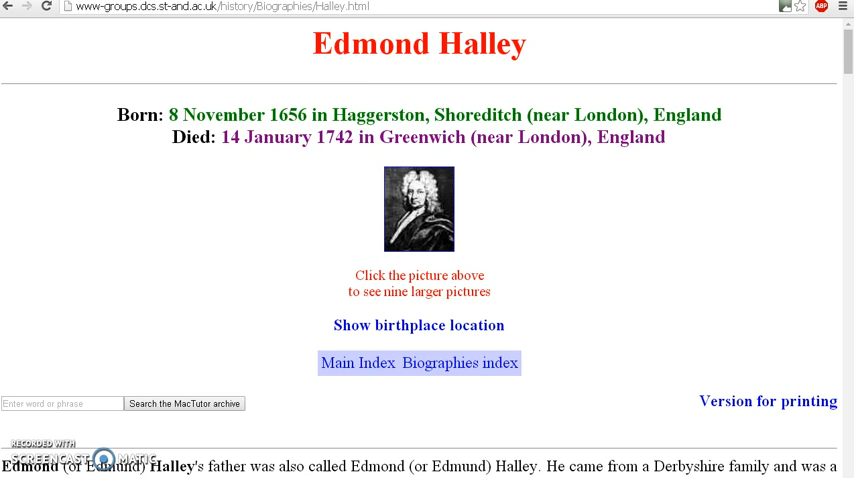 www-groups.dcs.st-and.ac.uk/history/Biographies/Halley.html
ABP
Edmond Halley
Born: 8 November 1656 in Haggerston, Shoreditch (near London), England
Died: 14 January 1742 in Greenwich (near London), England
Click the picture above
to see nine larger pictures
Show birthplace location
Main Index Biographies index
Enter word or phrase Search the MacTutor archive
Version for printing
RECORDED WITH
SCREENCAST MATIC
Edmond (or Edmund) Halley's father was also called Edmond (or Edmund) Halley. He came from a Derbyshire family and was a